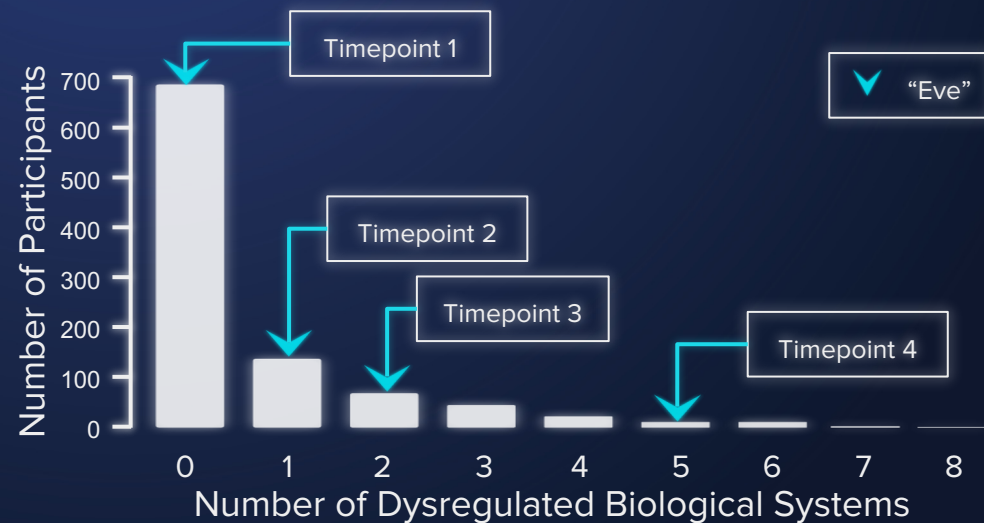 Timepoint 1
“Eve”
Number of Participants
700
600
500
400
300
200
100
0
Timepoint 2
Timepoint 3
Timepoint 4
0 1 2 3 4 5 6 7 8
Number of Dysregulated Biological Systems